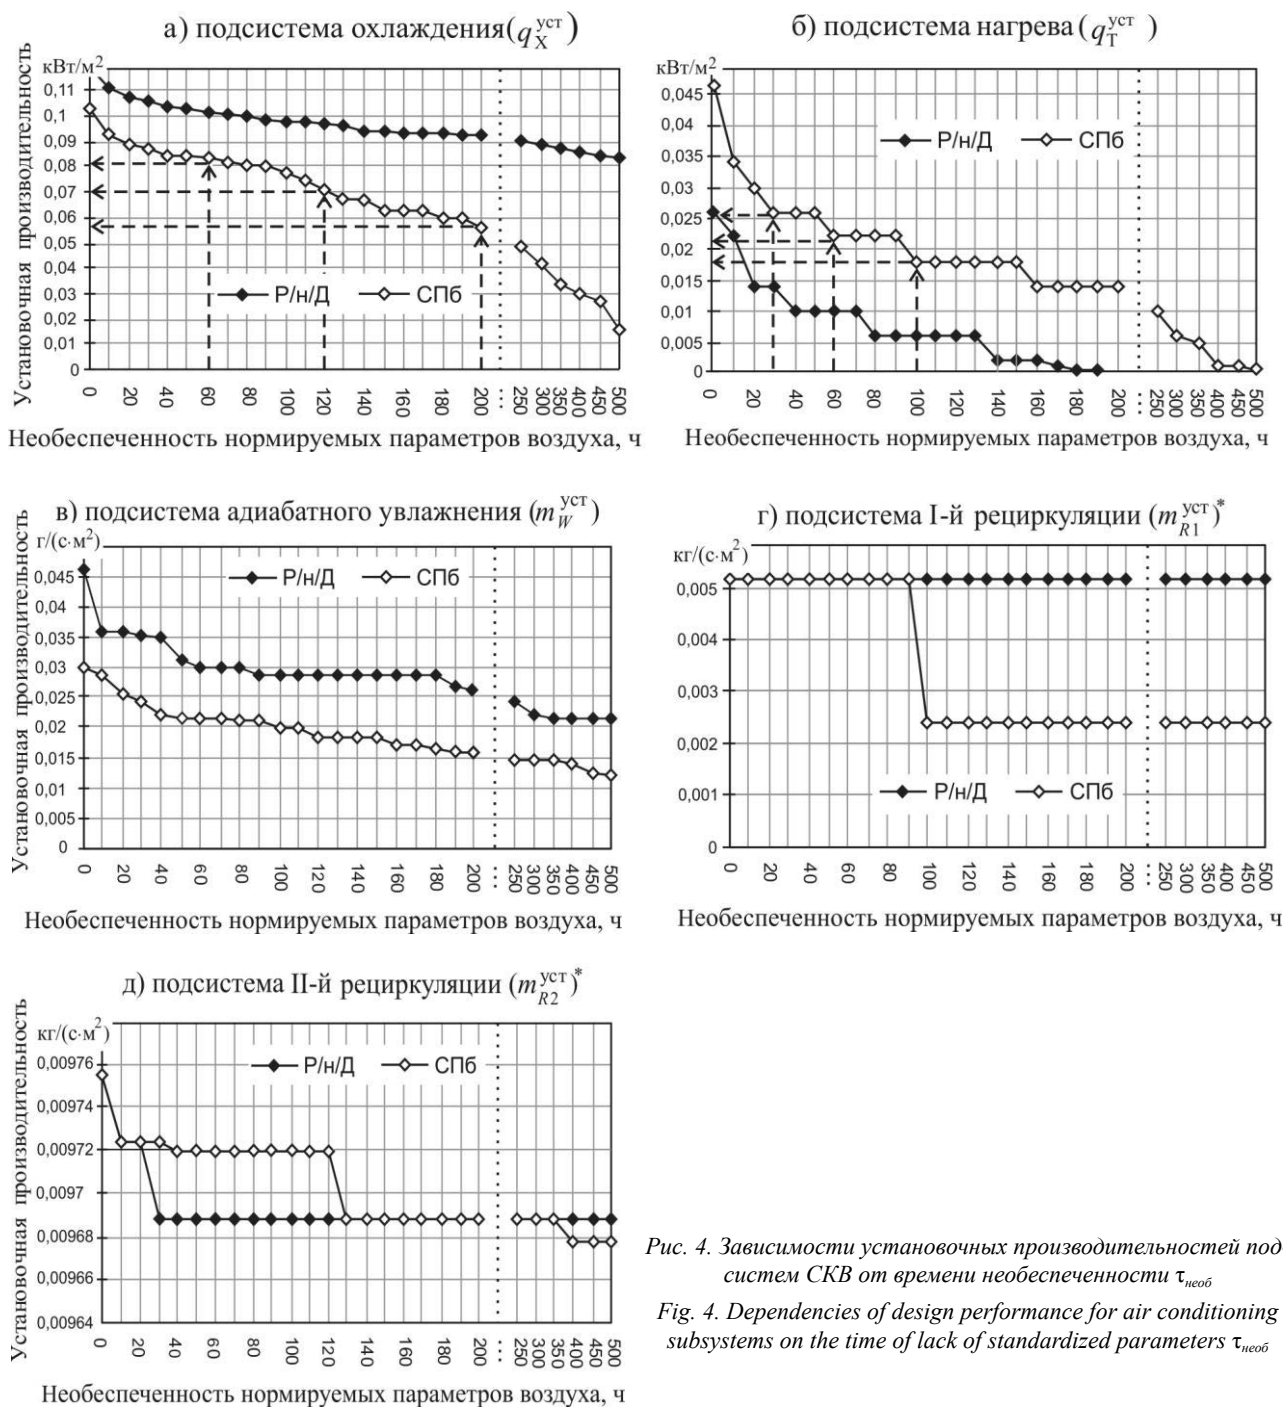 а) подсистема охлаждения(q_X^уст)
кВт/м²
Установочная производительность
0,11
0,1
0,09
0,08
0,07
0,06
0,05
0,04
0,03
0,02
0,01
0
Р/н/Д СПб
0 20 40 60 80 100 120 140 160 180 200 250 300 350 400 450 500
Необеспеченность нормируемых параметров воздуха, ч
б) подсистема нагрева (q_T^уст)
кВт/м²
0,045
0,04
0,035
0,03
0,025
0,02
0,015
0,01
0,005
0
Р/н/Д СПб
0 20 40 60 80 100 120 140 160 200 250 300 350 400 450 500
Необеспеченность нормируемых параметров воздуха, ч
в) подсистема адиабатного увлажнения (m_W^уст)
г/(с·м²)
Установочная производительность
0,045
0,04
0,035
0,03
0,025
0,02
0,015
0,01
0,005
0
Р/н/Д СПб
0 20 40 60 80 100 120 140 160 180 200 250 300 350 400 450 500
Необеспеченность нормируемых параметров воздуха, ч
г) подсистема I-й рециркуляции (m_R1^уст)*
кг/(с·м²)
0,005
0,004
0,003
0,002
0,001
0
Р/н/Д СПб
0 20 40 60 80 100 120 140 160 180 200 250 300 350 400 450 500
Необеспеченность нормируемых параметров воздуха, ч
д) подсистема II-й рециркуляции (m_R2^уст)*
кг/(с·м²)
Установочная производительность
0,00976
0,00974
0,00972
0,0097
0,00968
0,00966
0,00964
Р/н/Д СПб
0 20 40 60 80 100 120 140 160 180 200 250 300 350 400 450 500
Необеспеченность нормируемых параметров воздуха, ч
Рис. 4. Зависимости установочных производительностей под
систем СКВ от времени необеспеченности τнеоб
Fig. 4. Dependencies of design performance for air conditioning
subsystems on the time of lack of standardized parameters τнеоб